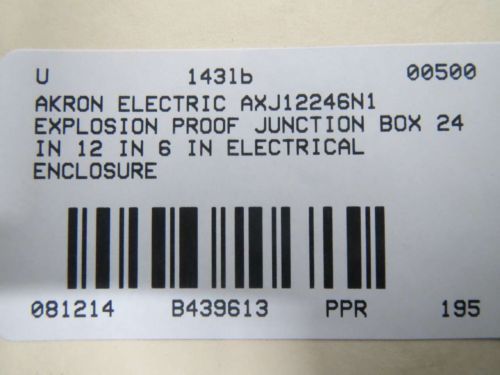 U 143lb 00500
AKRON ELECTRIC AXJ12246N1
EXPLOSION PROOF JUNCTION BOX 24
IN 12 IN 6 IN ELECTRICAL
ENCLOSURE
081214 B439613 PPR 195